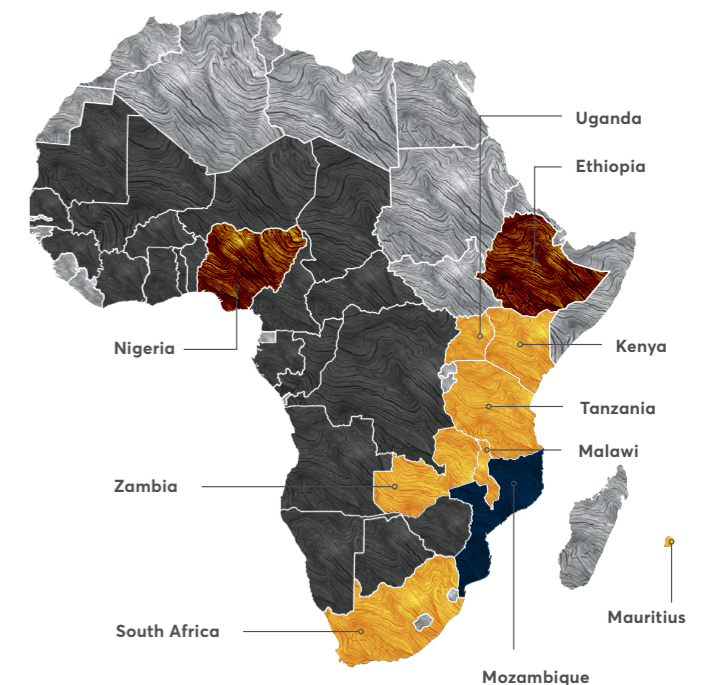 Uganda
Ethiopia
Nigeria
Kenya
Tanzania
Malawi
Zambia
Mauritius
South Africa
Mozambique